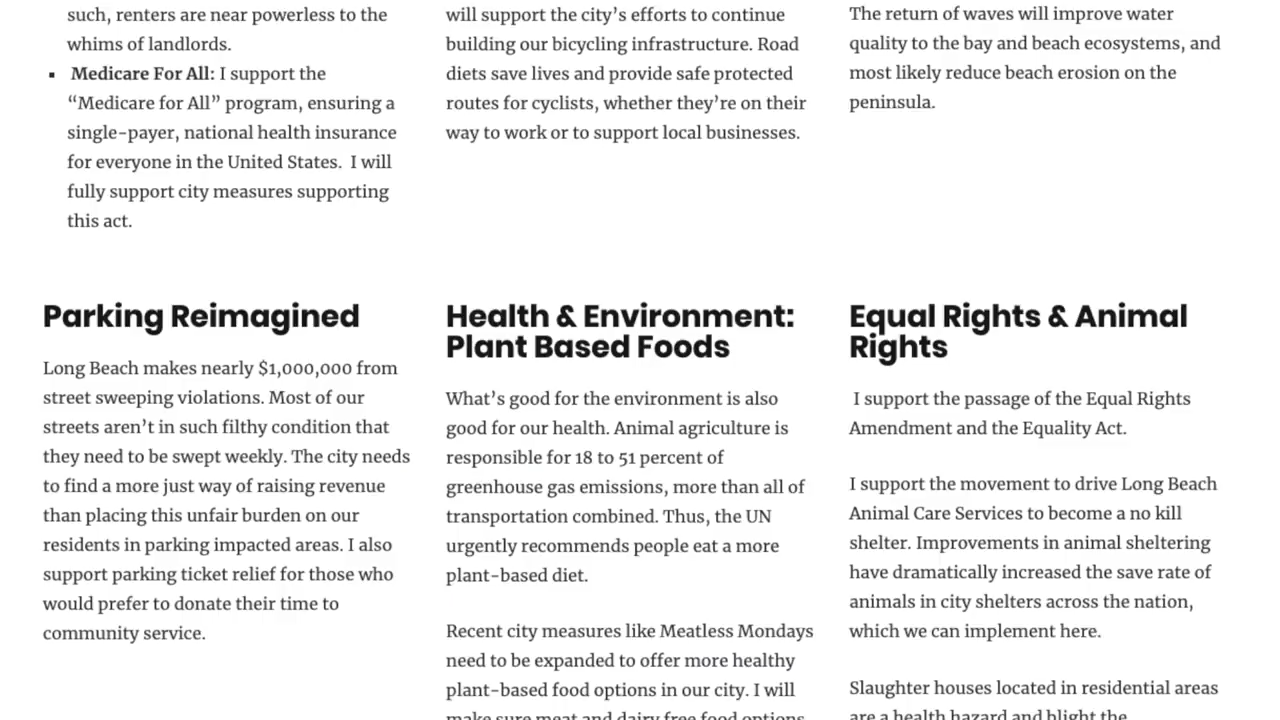 such, renters are near powerless to the
whims of landlords.
▪ Medicare For All: I support the
“Medicare for All” program, ensuring a
single-payer, national health insurance
for everyone in the United States.  I will
fully support city measures supporting
this act.
will support the city’s efforts to continue
building our bicycling infrastructure. Road
diets save lives and provide safe protected
routes for cyclists, whether they’re on their
way to work or to support local businesses.
The return of waves will improve water
quality to the bay and beach ecosystems, and
most likely reduce beach erosion on the
peninsula.
Parking Reimagined
Long Beach makes nearly $1,000,000 from
street sweeping violations. Most of our
streets aren’t in such filthy condition that
they need to be swept weekly. The city needs
to find a more just way of raising revenue
than placing this unfair burden on our
residents in parking impacted areas. I also
support parking ticket relief for those who
would prefer to donate their time to
community service.
Health & Environment:
Plant Based Foods
What’s good for the environment is also
good for our health. Animal agriculture is
responsible for 18 to 51 percent of
greenhouse gas emissions, more than all of
transportation combined. Thus, the UN
urgently recommends people eat a more
plant-based diet.
Recent city measures like Meatless Mondays
need to be expanded to offer more healthy
plant-based food options in our city. I will
make sure meat and dairy free food options
Equal Rights & Animal
Rights
I support the passage of the Equal Rights
Amendment and the Equality Act.
I support the movement to drive Long Beach
Animal Care Services to become a no kill
shelter. Improvements in animal sheltering
have dramatically increased the save rate of
animals in city shelters across the nation,
which we can implement here.
Slaughter houses located in residential areas
are a health hazard and blight the